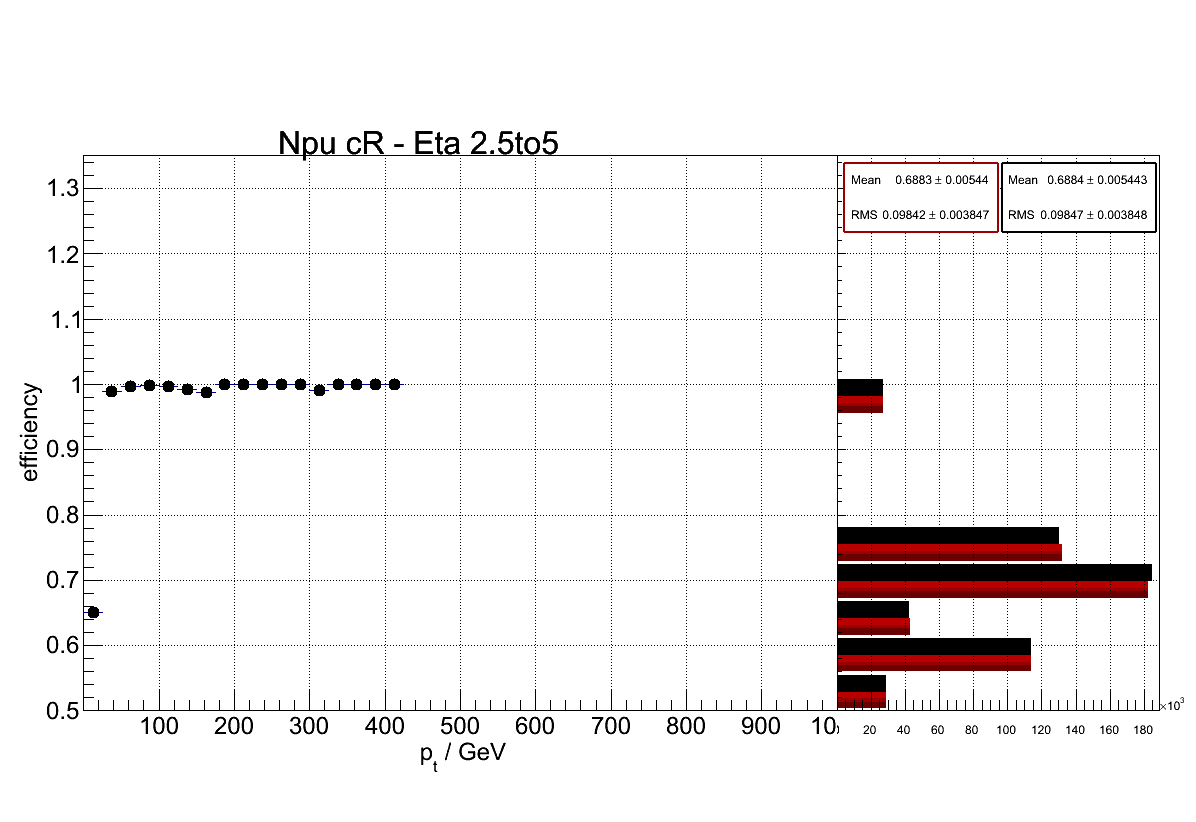 Npu cR - Eta 2.5to5
Mean 0.6883 ± 0.00544
RMS 0.09842 ± 0.003847
Mean 0.6884 ± 0.005443
RMS 0.09847 ± 0.003848
1.3
1.2
1.1
1
0.9
0.8
0.7
0.6
0.5
efficiency
100 200 300 400 500 600 700 800 900 10
20 40 60 80 100 120 140 160 180
×10³
p_t / GeV